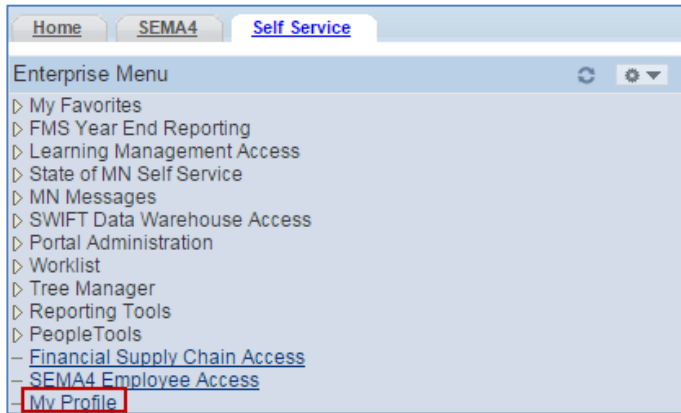 Home SEMA4 Self Service
Enterprise Menu
My Favorites
FMS Year End Reporting
Learning Management Access
State of MN Self Service
MN Messages
SWIFT Data Warehouse Access
Portal Administration
Worklist
Tree Manager
Reporting Tools
PeopleTools
Financial Supply Chain Access
SEMA4 Employee Access
My Profile